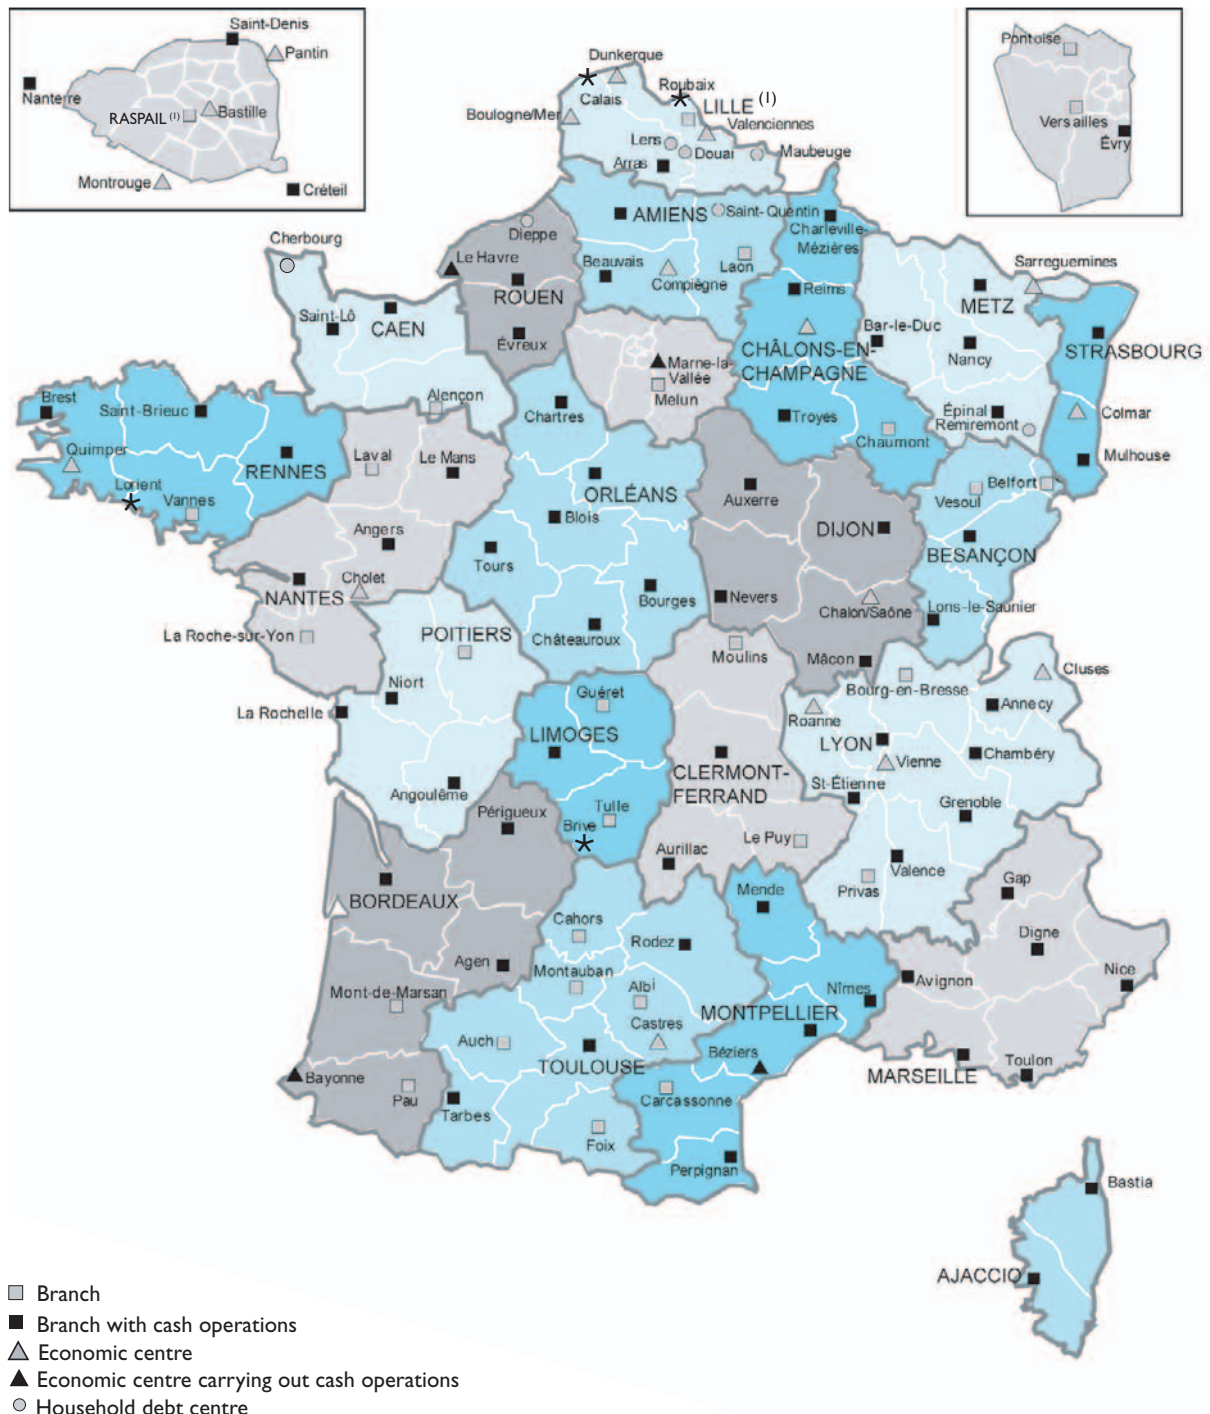 Saint-Denis
Pantin
Nanterre
RASPAIL (1)
Bastille
Montrouge
Créteil
Pontoise
Versailles
Évry
Dunkerque
Calais
Roubaix
LILLE (1)
Boulogne/Mer
Valenciennes
Lens
Douai
Maubeuge
Arras
AMIENS
Saint-Quentin
Charleville-
Mézières
Dieppe
Cherbourg
Le Havre
Beauvais
Compiègne
Laon
Reims
Sarreguemines
METZ
ROUEN
Saint-Lô
CAEN
Évreux
Bar-le-Duc
Nancy
STRASBOURG
CHÂLONS-EN-
CHAMPAGNE
Marne-la-
Vallée
Melun
Brest
Saint-Brieuc
Alençon
Chartres
Troyes
Chaumont
Épinal
Remiremont
Colmar
Mulhouse
Quimper
RENNES
Laval
Le Mans
Lorient
Vannes
ORLÉANS
Auxerre
Vesoul
Belfort
Blois
DIJON
BESANÇON
Angers
Tours
Cholet
NANTES
Bourges
Nevers
Chalon/Saône
Lons-le-Saunier
La Roche-sur-Yon
POITIERS
Châteauroux
Moulins
Mâcon
Cluses
Bourg-en-Bresse
Niort
Guéret
La Rochelle
Roanne
Annecy
LIMOGES
LYON
Vienne
Chambéry
CLERMONT-
FERRAND
St-Étienne
Grenoble
Angoulême
Périgueux
Tulle
Brive
Le Puy
Aurillac
Valence
Privas
Gap
BORDEAUX
Mende
Cahors
Rodez
Digne
Agen
Montauban
Albi
Avignon
Nice
Mont-de-Marsan
Nîmes
MONTPELLIER
Castres
Auch
TOULOUSE
Béziers
MARSEILLE
Toulon
Bayonne
Pau
Tarbes
Carcassonne
Foix
Perpignan
Bastia
AJACCIO
Branch
Branch with cash operations
Economic centre
Economic centre carrying out cash operations
Household debt centre